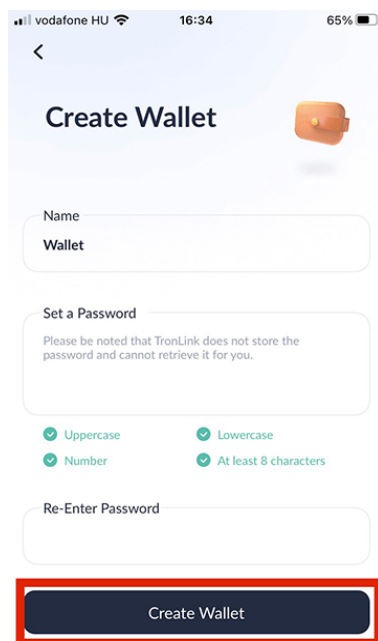 vodafone HU 16:34 65%
Create Wallet
Name
Wallet
Set a Password
Please be noted that TronLink does not store the
password and cannot retrieve it for you.
Uppercase Lowercase
Number At least 8 characters
Re-Enter Password
Create Wallet